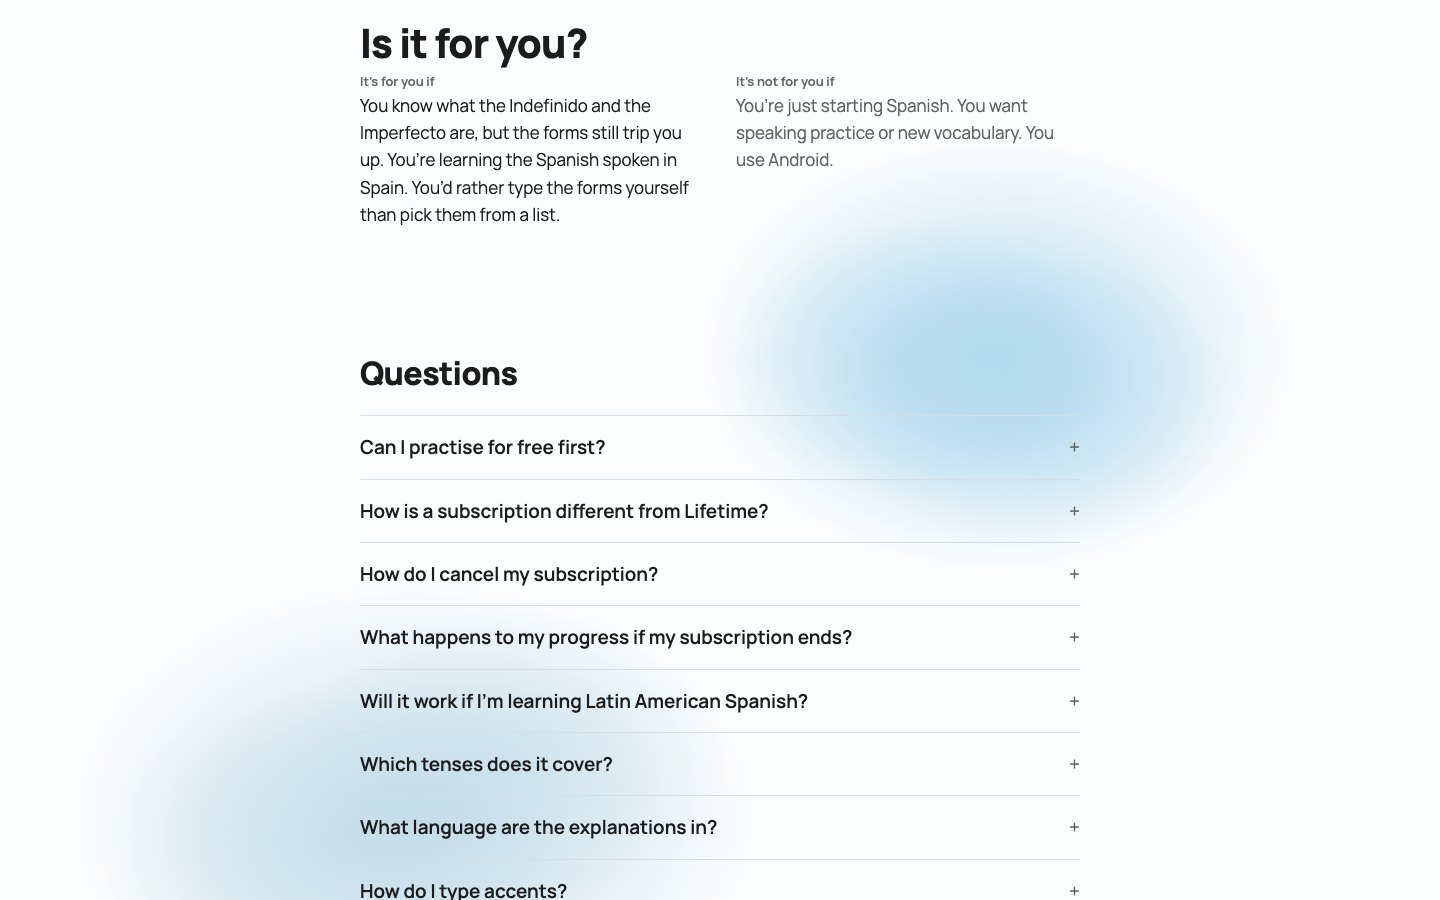 Is it for you?
It's for you if
You know what the Indefinido and the
Imperfecto are, but the forms still trip you
up. You're learning the Spanish spoken in
Spain. You'd rather type the forms yourself
than pick them from a list.
It's not for you if
You're just starting Spanish. You want
speaking practice or new vocabulary. You
use Android.
Questions
Can I practise for free first? +
How is a subscription different from Lifetime? +
How do I cancel my subscription? +
What happens to my progress if my subscription ends? +
Will it work if I'm learning Latin American Spanish? +
Which tenses does it cover? +
What language are the explanations in? +
How do I type accents? +